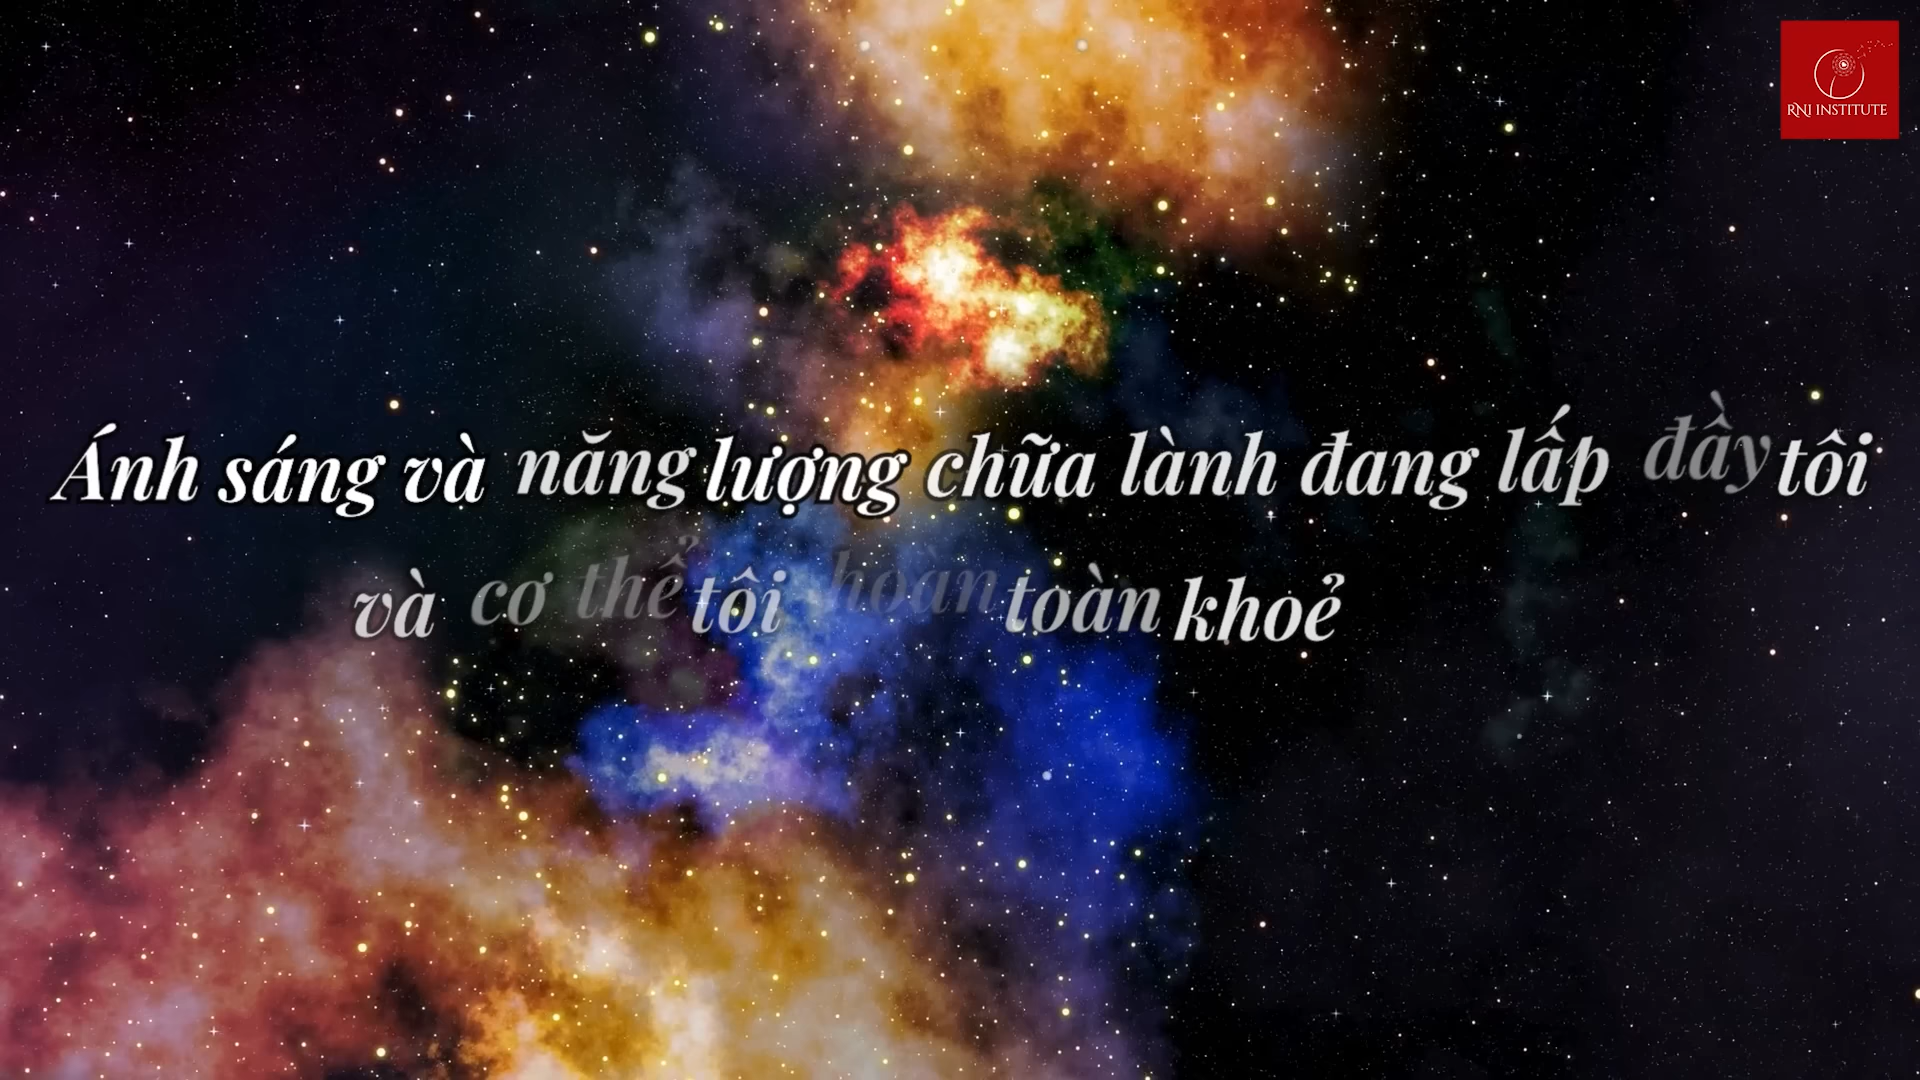 RNI INSTITUTE
Ánh sáng và năng lượng chữa lành đang lấp đầy tôi
và cơ thể tôi hoàn toàn khoẻ